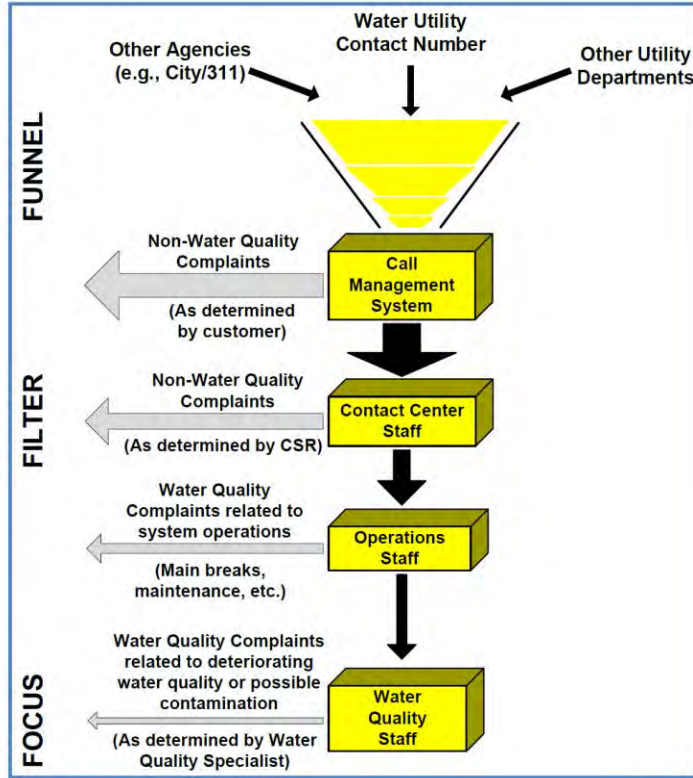 Other Agencies
(e.g., City/311)
Water Utility
Contact Number
Other Utility
Departments
FUNNEL
Non-Water Quality
Complaints
(As determined
by customer)
Call
Management
System
FILTER
Non-Water Quality
Complaints
(As determined by CSR)
Contact Center
Staff
Water Quality
Complaints related to
system operations
(Main breaks,
maintenance, etc.)
Operations
Staff
FOCUS
Water Quality Complaints
related to deteriorating
water quality or possible
contamination
(As determined by Water
Quality Specialist)
Water
Quality
Staff